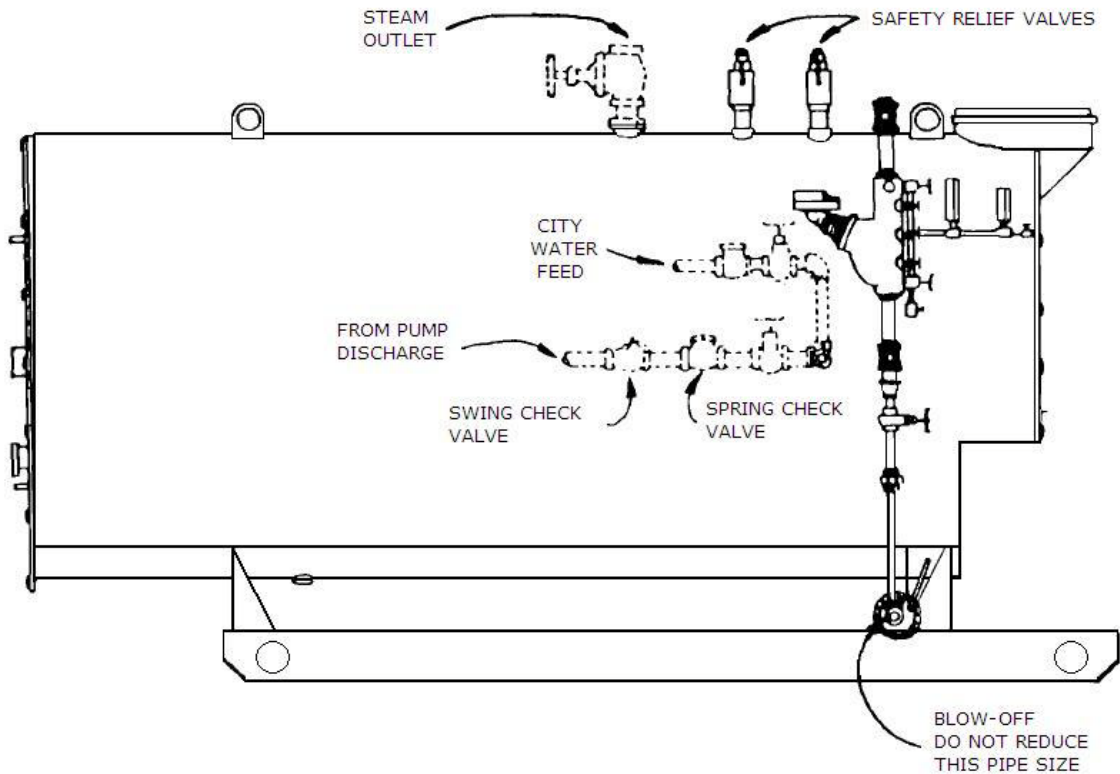 STEAM
OUTLET
SAFETY RELIEF VALVES
CITY
WATER
FEED
FROM PUMP
DISCHARGE
SWING CHECK
VALVE
SPRING CHECK
VALVE
BLOW-OFF
DO NOT REDUCE
THIS PIPE SIZE